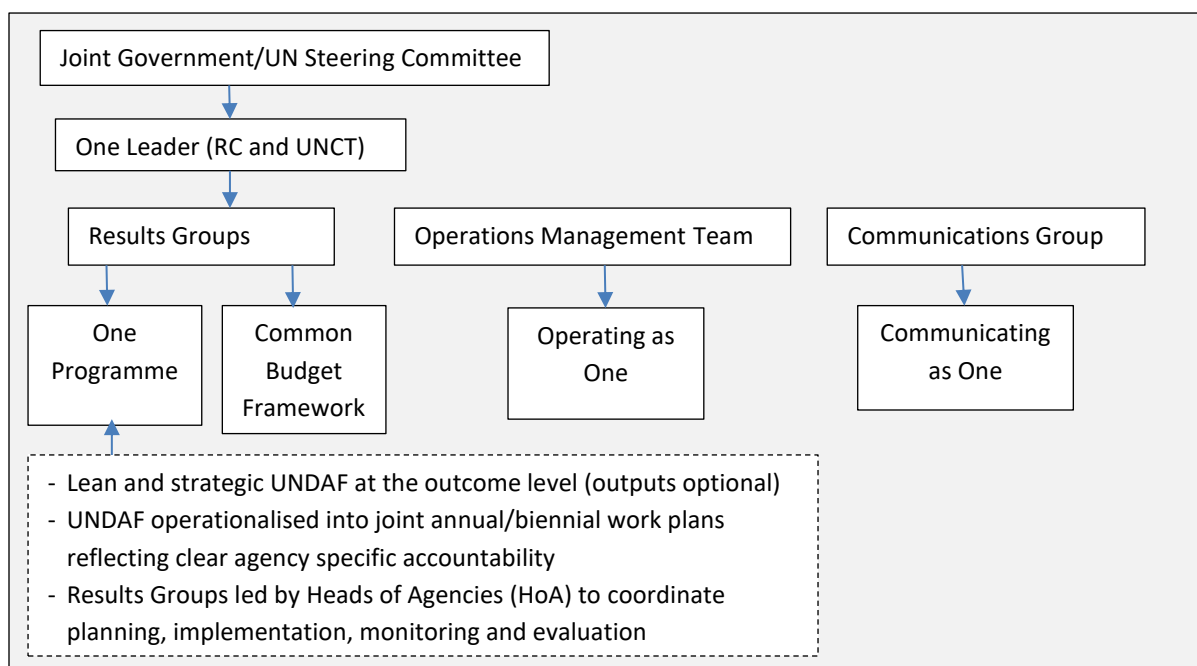 Joint Government/UN Steering Committee
One Leader (RC and UNCT)
Results Groups
Operations Management Team
Communications Group
One
Programme
Common
Budget
Framework
Operating as
One
Communicating
as One
- Lean and strategic UNDAF at the outcome level (outputs optional)
- UNDAF operationalised into joint annual/biennial work plans
reflecting clear agency specific accountability
- Results Groups led by Heads of Agencies (HoA) to coordinate
planning, implementation, monitoring and evaluation